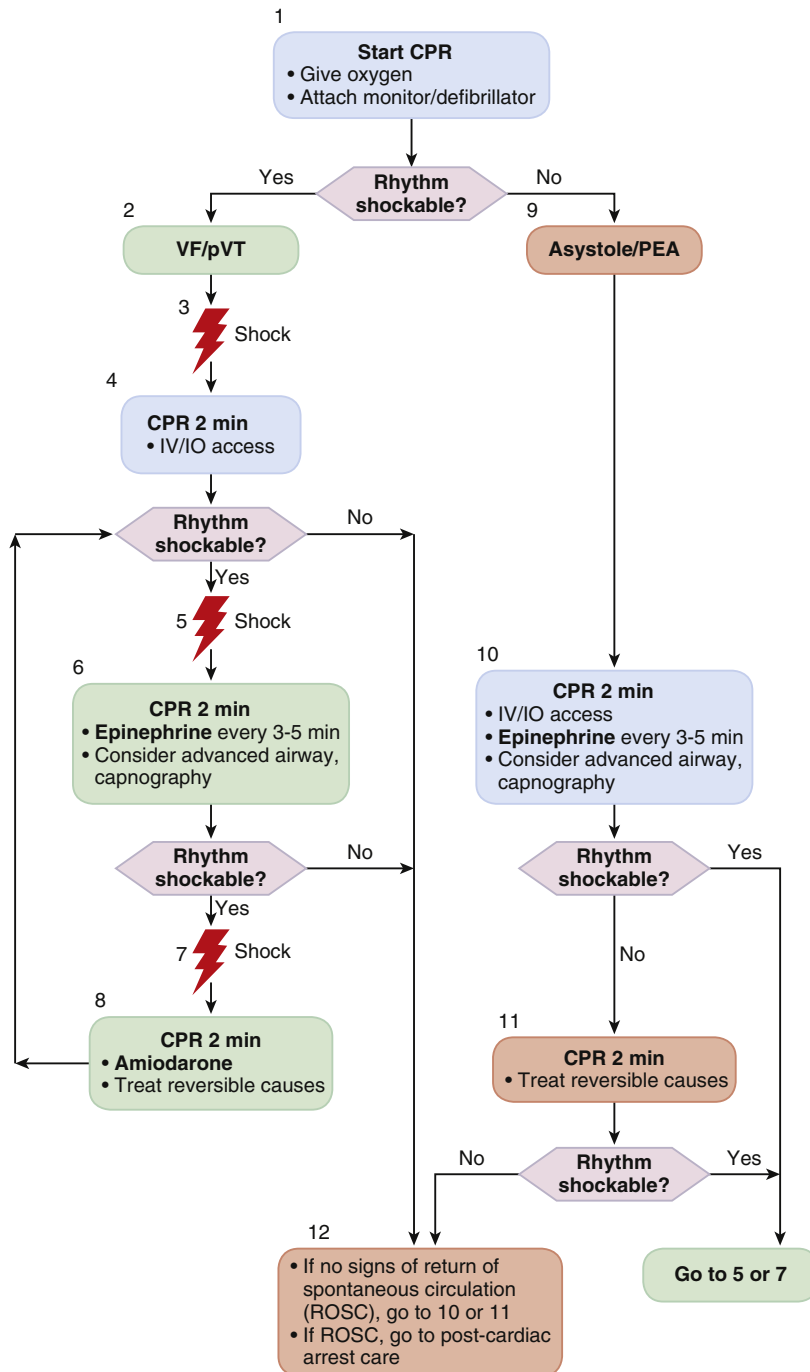 1
Start CPR
• Give oxygen
• Attach monitor/defibrillator
Yes
Rhythm
shockable?
No
2
VF/pVT
9
Asystole/PEA
3
Shock
4
CPR 2 min
• IV/IO access
Rhythm
shockable?
No
Yes
5
Shock
6
CPR 2 min
• Epinephrine every 3-5 min
• Consider advanced airway,
capnography
10
CPR 2 min
• IV/IO access
• Epinephrine every 3-5 min
• Consider advanced airway,
capnography
Rhythm
shockable?
No
Yes
7
Shock
Rhythm
shockable?
Yes
No
8
CPR 2 min
• Amiodarone
• Treat reversible causes
11
CPR 2 min
• Treat reversible causes
No
Rhythm
shockable?
Yes
12
• If no signs of return of
spontaneous circulation
(ROSC), go to 10 or 11
• If ROSC, go to post-cardiac
arrest care
Go to 5 or 7